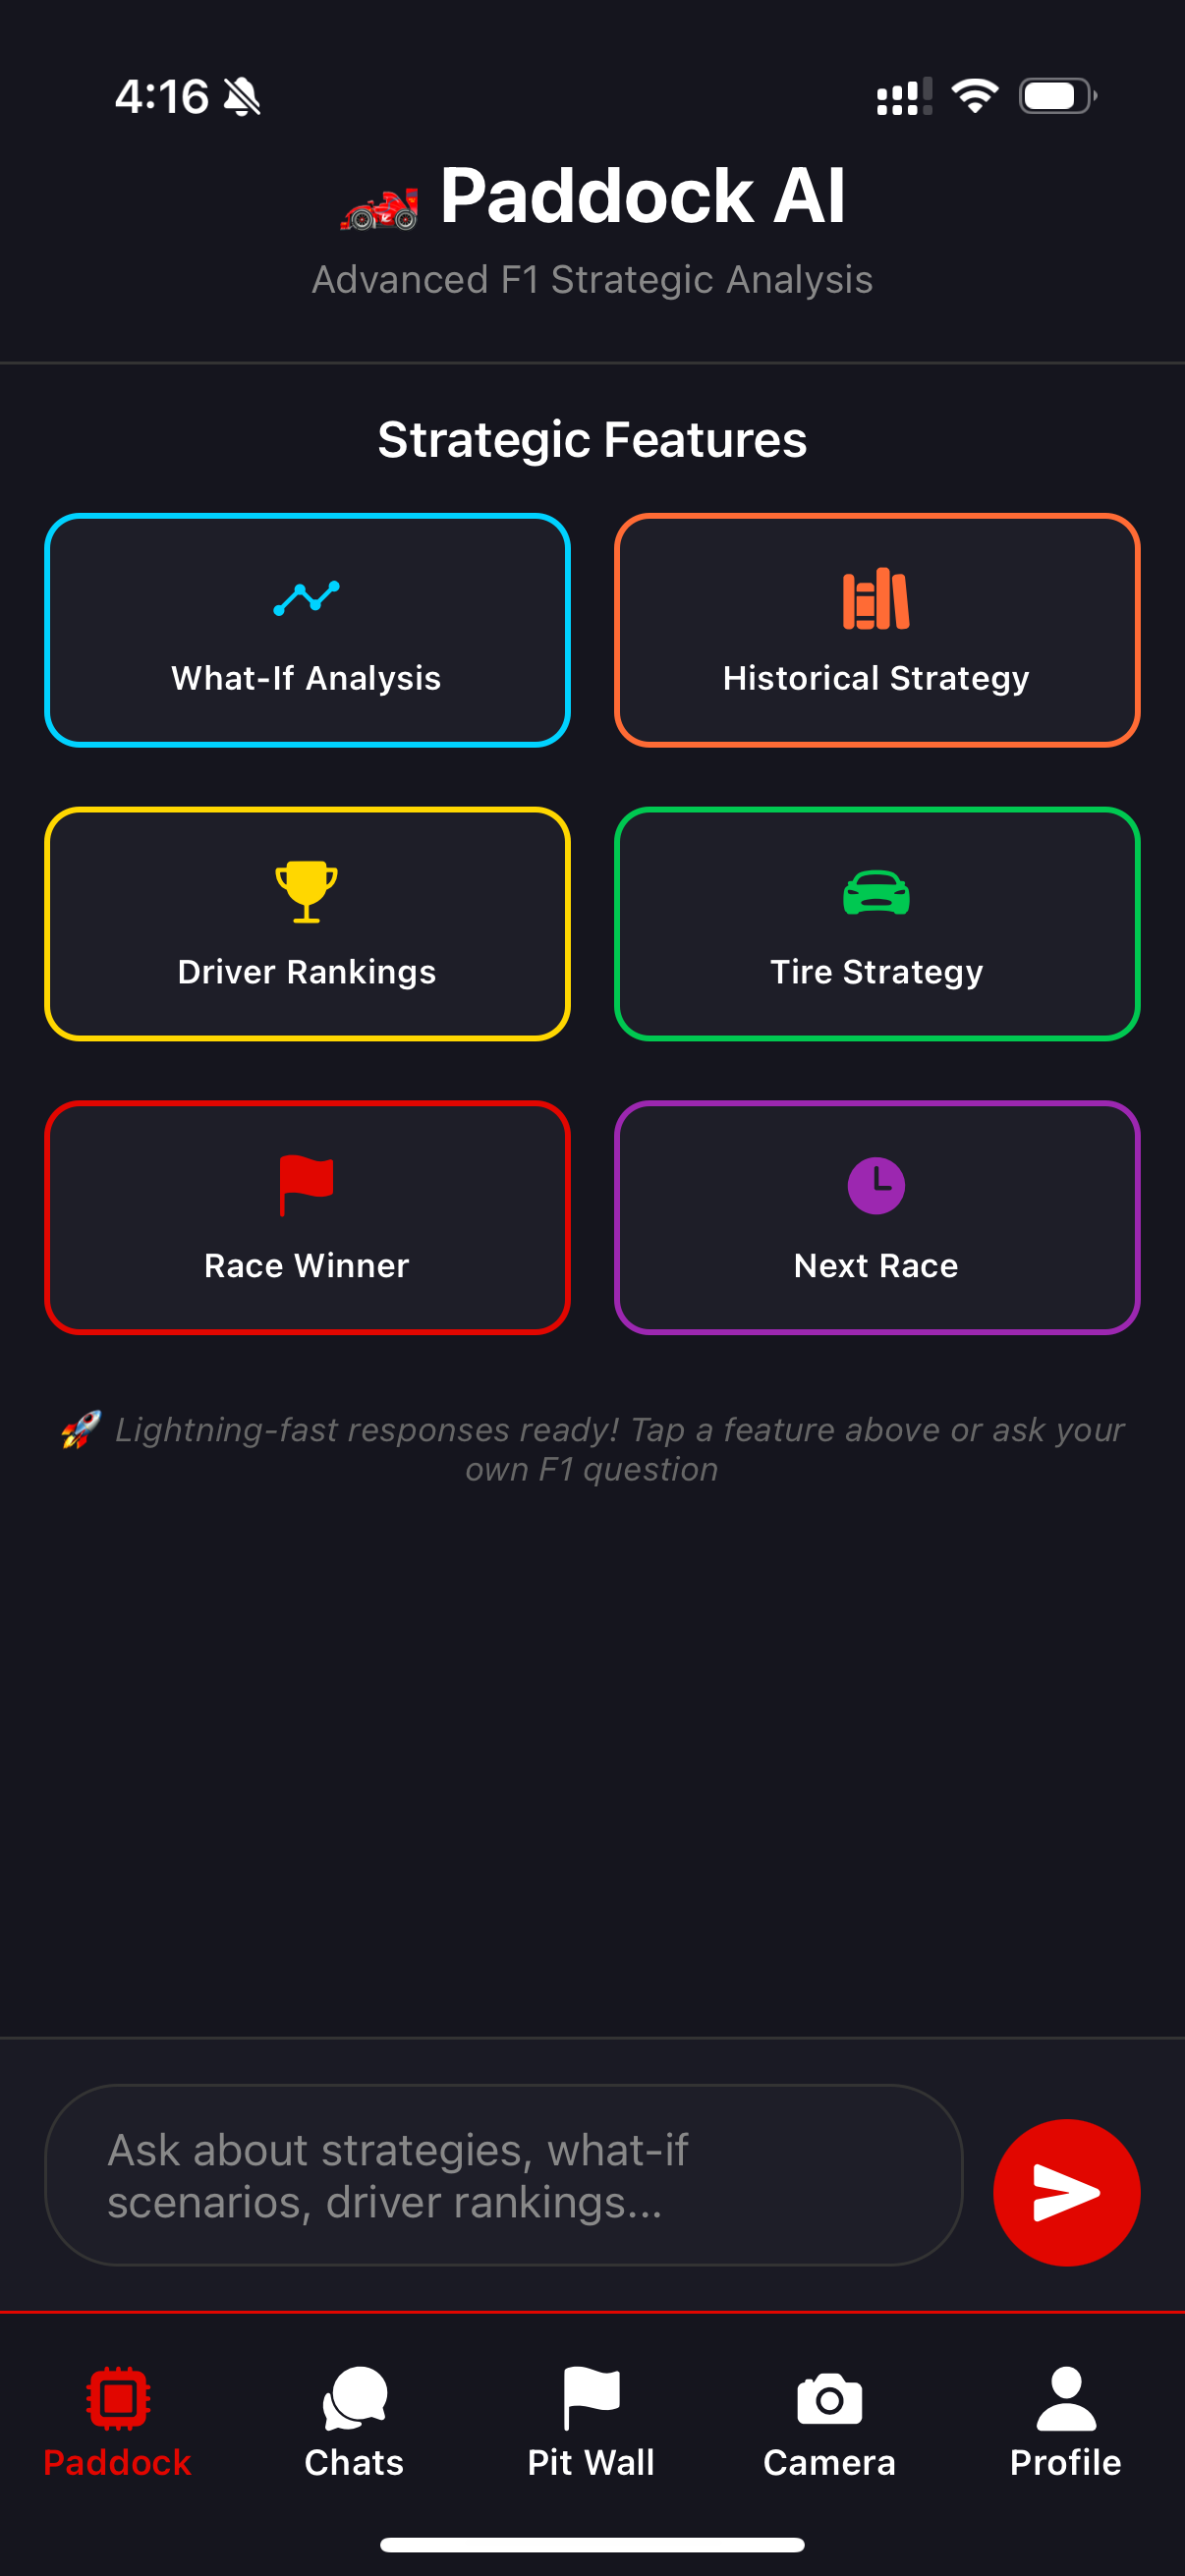 4:16
Paddock AI
Advanced F1 Strategic Analysis
Strategic Features
What-If Analysis
Historical Strategy
Driver Rankings
Tire Strategy
Race Winner
Next Race
🚀 Lightning-fast responses ready! Tap a feature above or ask your
own F1 question
Ask about strategies, what-if
scenarios, driver rankings...
Paddock
Chats
Pit Wall
Camera
Profile